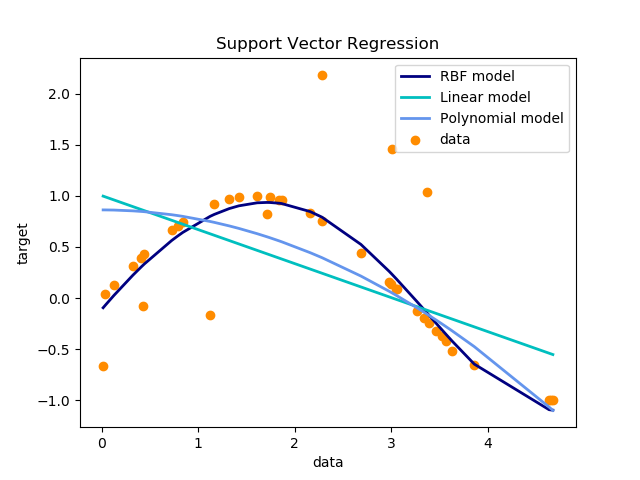 Support Vector Regression
RBF model
Linear model
Polynomial model
data
target
2.0
1.5
1.0
0.5
0.0
−0.5
−1.0
0 1 2 3 4
data